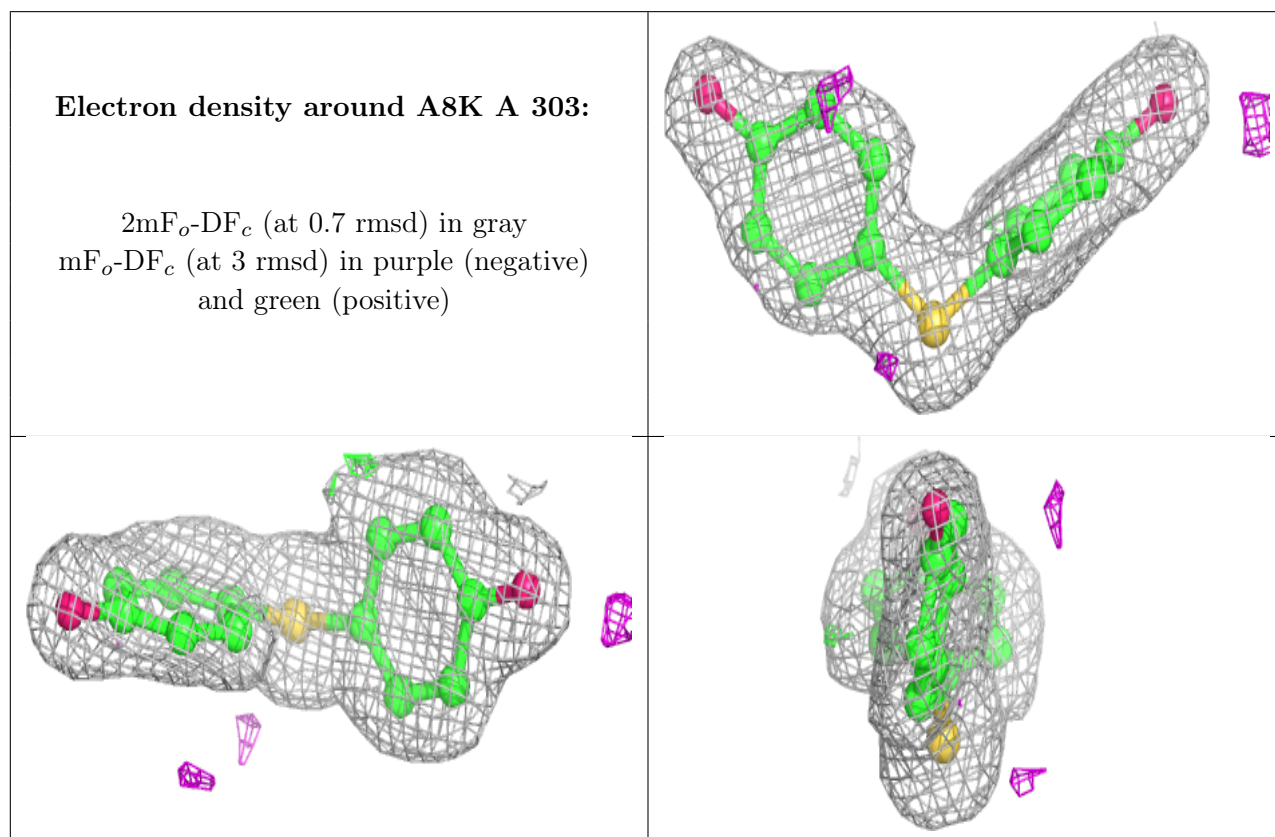 Electron density around A8K A 303:
2mFₒ-DF𝒸 (at 0.7 rmsd) in gray
mFₒ-DF𝒸 (at 3 rmsd) in purple (negative)
and green (positive)